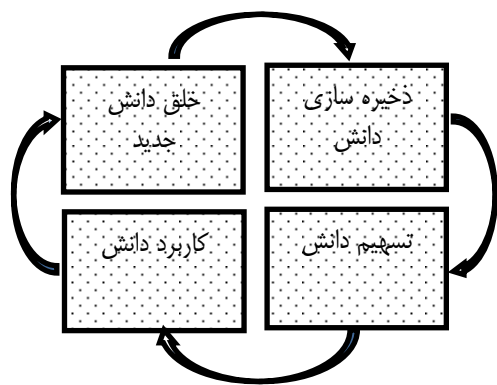 ذخیره سازی
دانش
خلق دانش
جدید
تسهیم دانش
کاربرد دانش